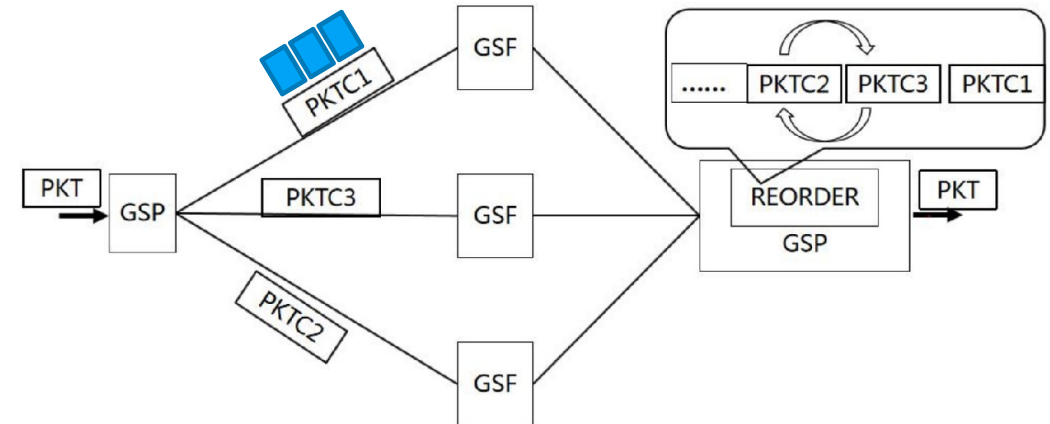 PKT
GSP
PKTC1
PKTC3
PKTC2
GSF
GSF
GSF
...... PKTC2 PKTC3 PKTC1
REORDER
GSP
PKT